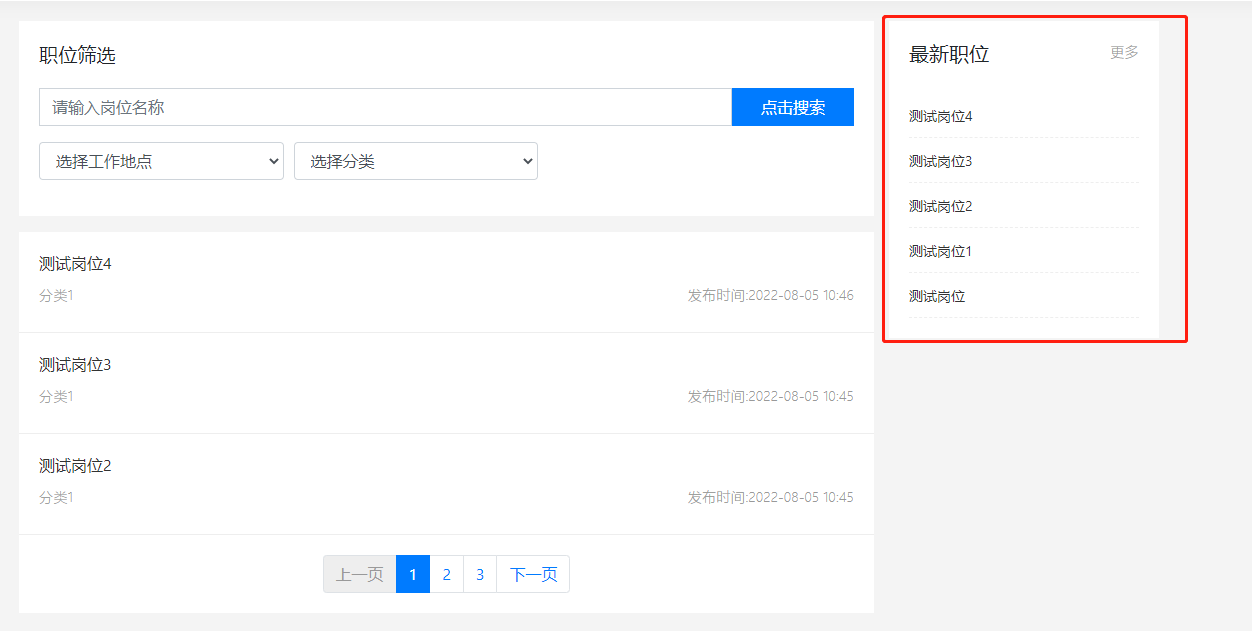 职位筛选
请输入岗位名称 点击搜索
选择工作地点 选择分类
测试岗位4
分类1 发布时间:2022-08-05 10:46
测试岗位3
分类1 发布时间:2022-08-05 10:45
测试岗位2
分类1 发布时间:2022-08-05 10:45
上一页 1 2 3 下一页
最新职位 更多
测试岗位4
测试岗位3
测试岗位2
测试岗位1
测试岗位